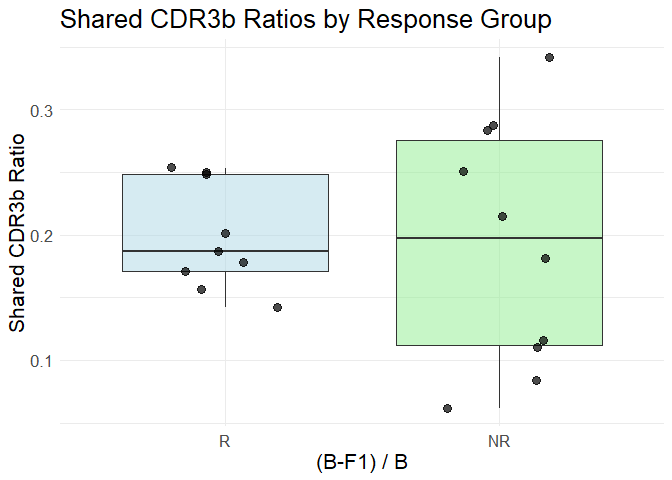 Shared CDR3b Ratios by Response Group
Shared CDR3b Ratio
0.3
0.2
0.1
R
NR
(B-F1) / B